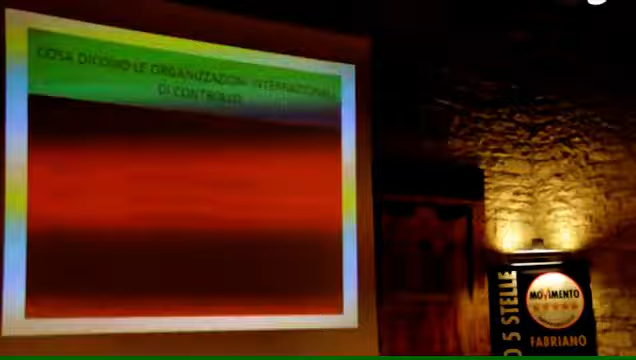 COSA DICONO LE ORGANIZZAZIONI INTERNAZIONALI
DI CONTROLLO
O 5 STELLE
MOVIMENTO
FABRIANO